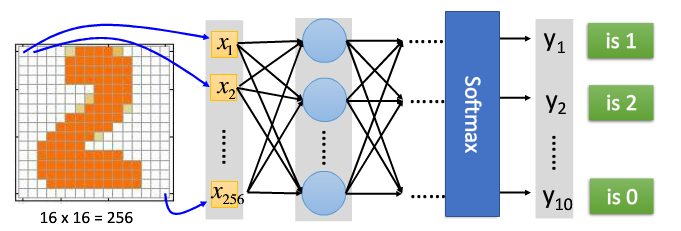 x₁
x₂
......
x₂₅₆
16 x 16 = 256
......
......
......
......
Softmax
y₁
y₂
......
y₁₀
is 1
is 2
is 0